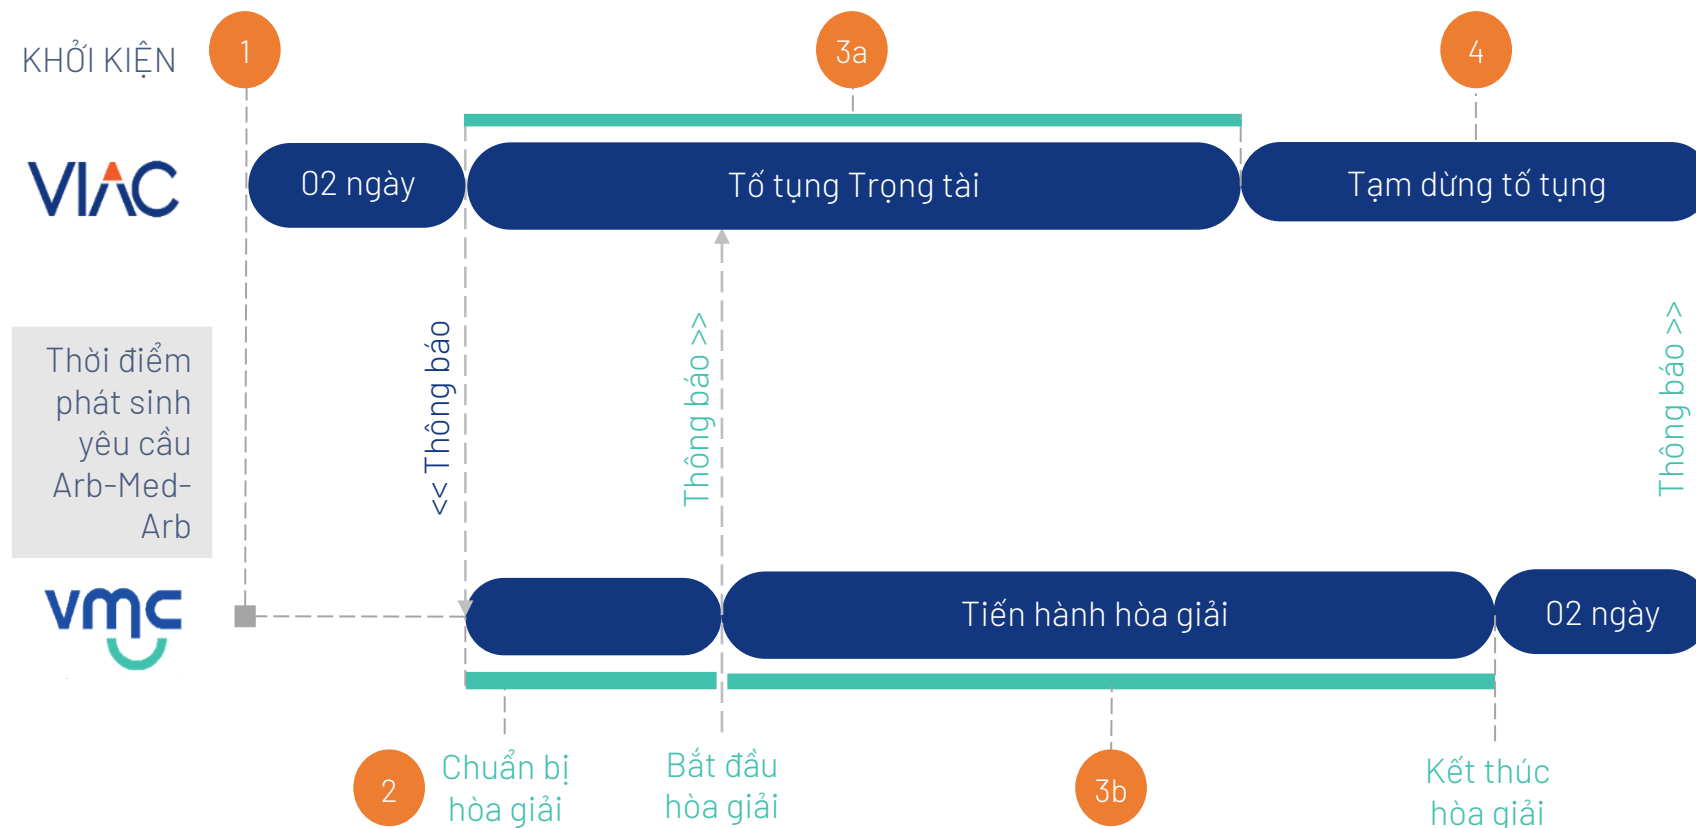 KHỞI KIỆN
1
3a
4
VIAC
02 ngày
Tố tụng Trọng tài
Tạm dừng tố tụng
Thời điểm
phát sinh
yêu cầu
Arb-Med-
Arb
<< Thông báo
Thông báo >>
Thông báo >>
vmc
Tiến hành hòa giải
02 ngày
2
Chuẩn bị
hòa giải
Bắt đầu
hòa giải
3b
Kết thúc
hòa giải